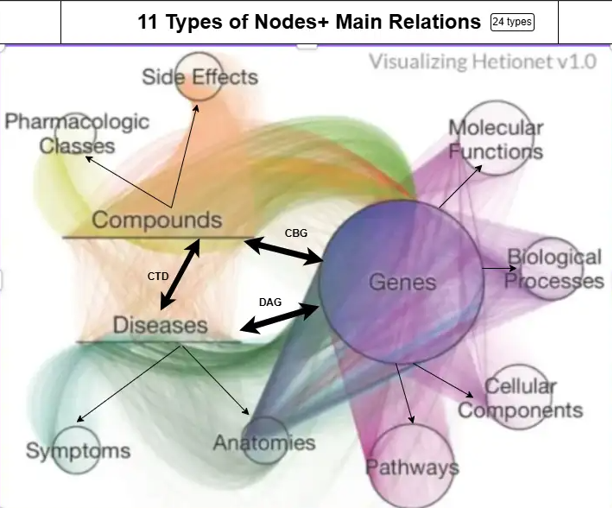 11 Types of Nodes+ Main Relations
24 types
Visualizing Hetionet v1.0
Side Effects
Pharmacologic
Classes
Molecular
Functions
Compounds
CBG
CTD
Genes
Biological
Processes
DAG
Diseases
Cellular
Components
Symptoms
Anatomies
Pathways